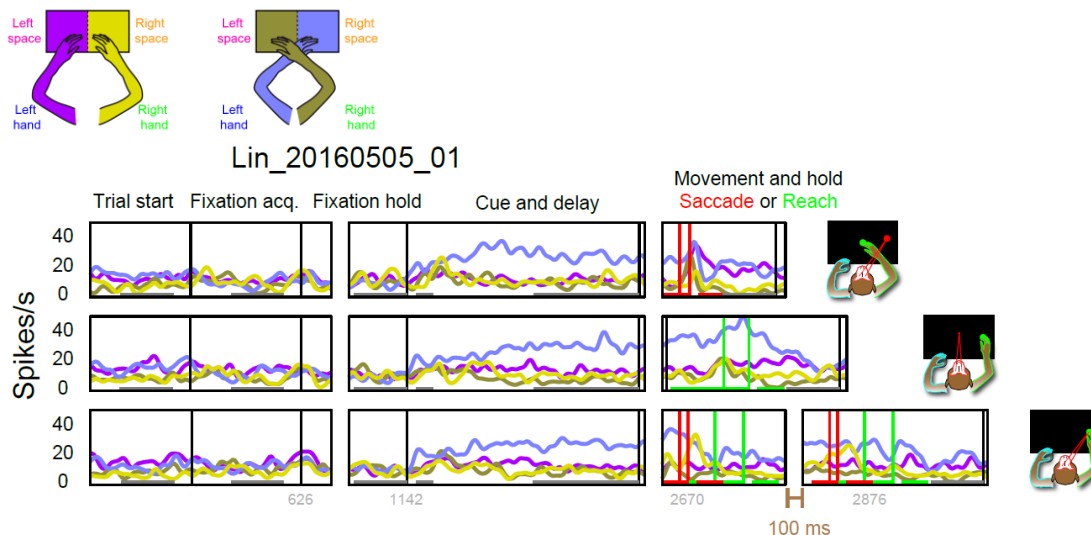 Left space
Right space
Left space
Right space
Left hand
Right hand
Left hand
Right hand
Lin_20160505_01
Movement and hold
Trial start Fixation acq. Fixation hold Cue and delay Saccade or Reach
Spikes/s
40
20
0
40
20
0
40
20
0
626 1142 2670 2876
100 ms